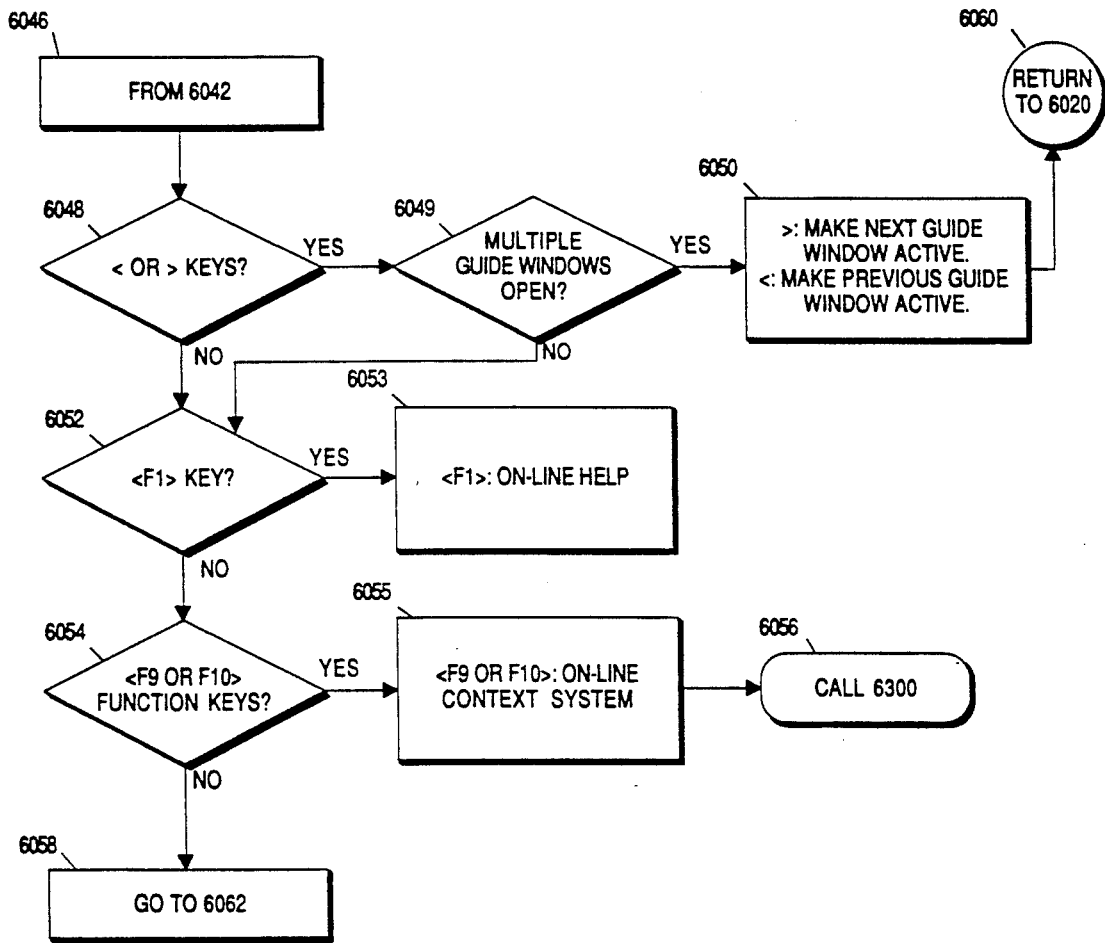 6046
FROM 6042
6060
RETURN
TO 6020
6048
< OR > KEYS?
YES
NO
6049
MULTIPLE
GUIDE WINDOWS
OPEN?
YES
NO
6050
>: MAKE NEXT GUIDE
WINDOW ACTIVE.
<: MAKE PREVIOUS GUIDE
WINDOW ACTIVE.
6052
<F1> KEY?
YES
NO
6053
<F1>: ON-LINE HELP
6054
<F9 OR F10>
FUNCTION KEYS?
YES
NO
6055
<F9 OR F10>: ON-LINE
CONTEXT SYSTEM
6056
CALL 6300
6058
GO TO 6062